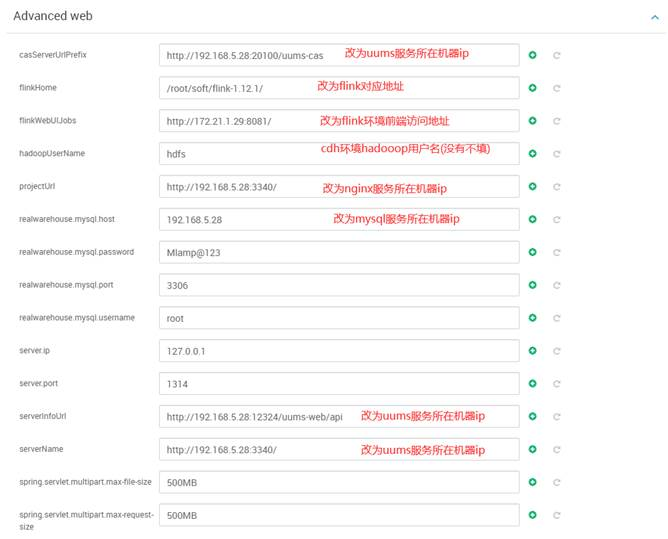 Advanced web
casServerUrlPrefix http://192.168.5.28:20100/uums-cas 改为uums服务所在机器ip
flinkHome /root/soft/flink-1.12.1/ 改为flink对应地址
flinkWebUIJobs http://172.21.1.29:8081/ 改为flink环境前端访问地址
hadoopUserName hdfs cdh环境hadooop用户名(没有不填)
projectUrl http://192.168.5.28:3340/ 改为nginx服务所在机器ip
realwarehouse.mysql.host 192.168.5.28 改为mysql服务所在机器ip
realwarehouse.mysql.password Mlamp@123
realwarehouse.mysql.port 3306
realwarehouse.mysql.username root
server.ip 127.0.0.1
server.port 1314
serverInfoUrl http://192.168.5.28:12324/uums-web/api 改为uums服务所在机器ip
serverName http://192.168.5.28:3340/ 改为uums服务所在机器ip
spring.servlet.multipart.max-file-size 500MB
spring.servlet.multipart.max-request-
size 500MB